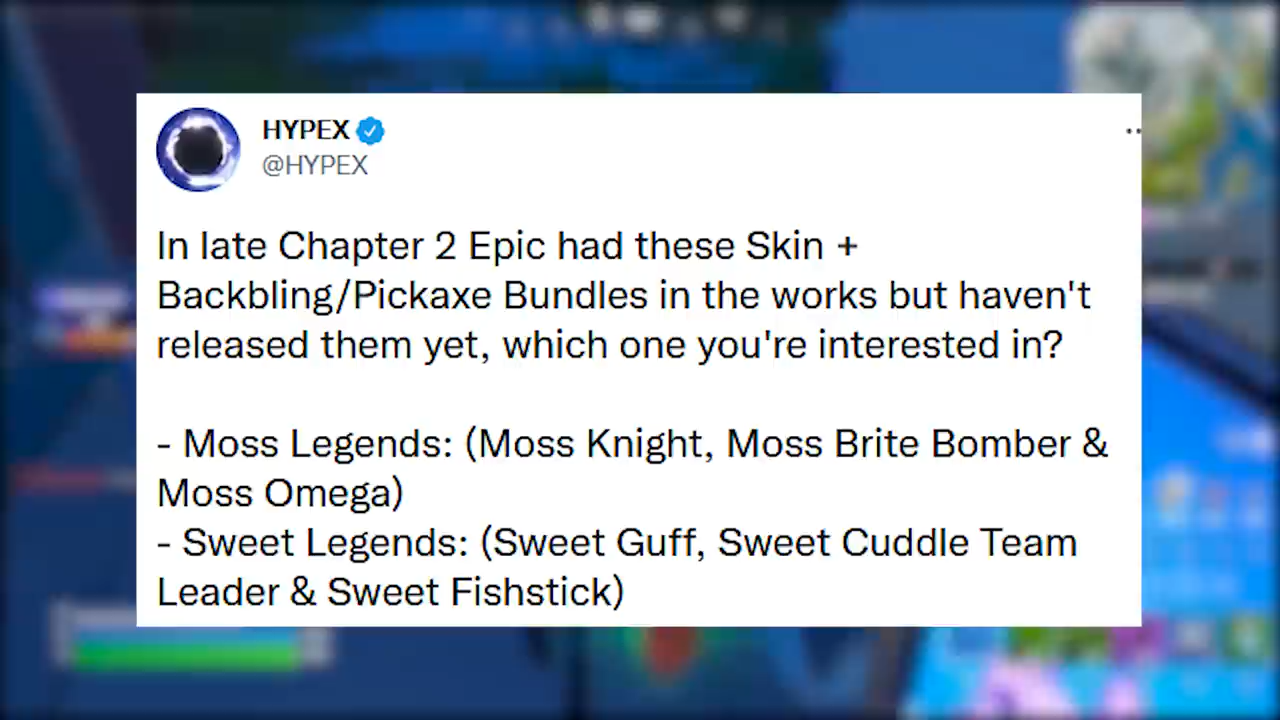 HYPEX
@HYPEX
In late Chapter 2 Epic had these Skin +
Backbling/Pickaxe Bundles in the works but haven't
released them yet, which one you're interested in?
- Moss Legends: (Moss Knight, Moss Brite Bomber &
Moss Omega)
- Sweet Legends: (Sweet Guff, Sweet Cuddle Team
Leader & Sweet Fishstick)